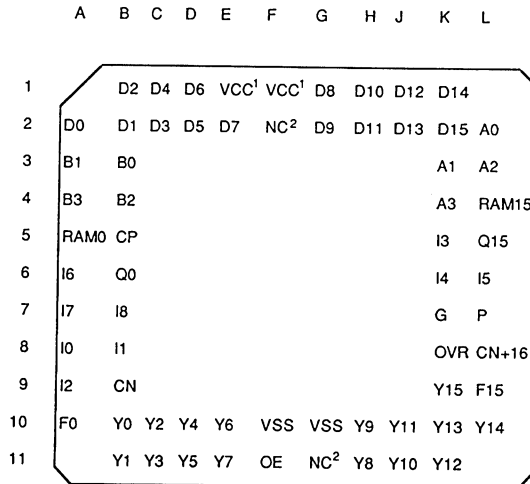 A B C D E F G H J K L
1 D2 D4 D6 VCC¹ VCC¹ D8 D10 D12 D14
2 D0 D1 D3 D5 D7 NC² D9 D11 D13 D15 A0
3 B1 B0 A1 A2
4 B3 B2 A3 RAM15
5 RAM0 CP I3 Q15
6 I6 Q0 I4 I5
7 I7 I8 G P
8 I0 I1 OVR CN+16
9 I2 CN Y15 F15
10 F0 Y0 Y2 Y4 Y6 VSS VSS Y9 Y11 Y13 Y14
11 Y1 Y3 Y5 Y7 OE NC² Y8 Y10 Y12